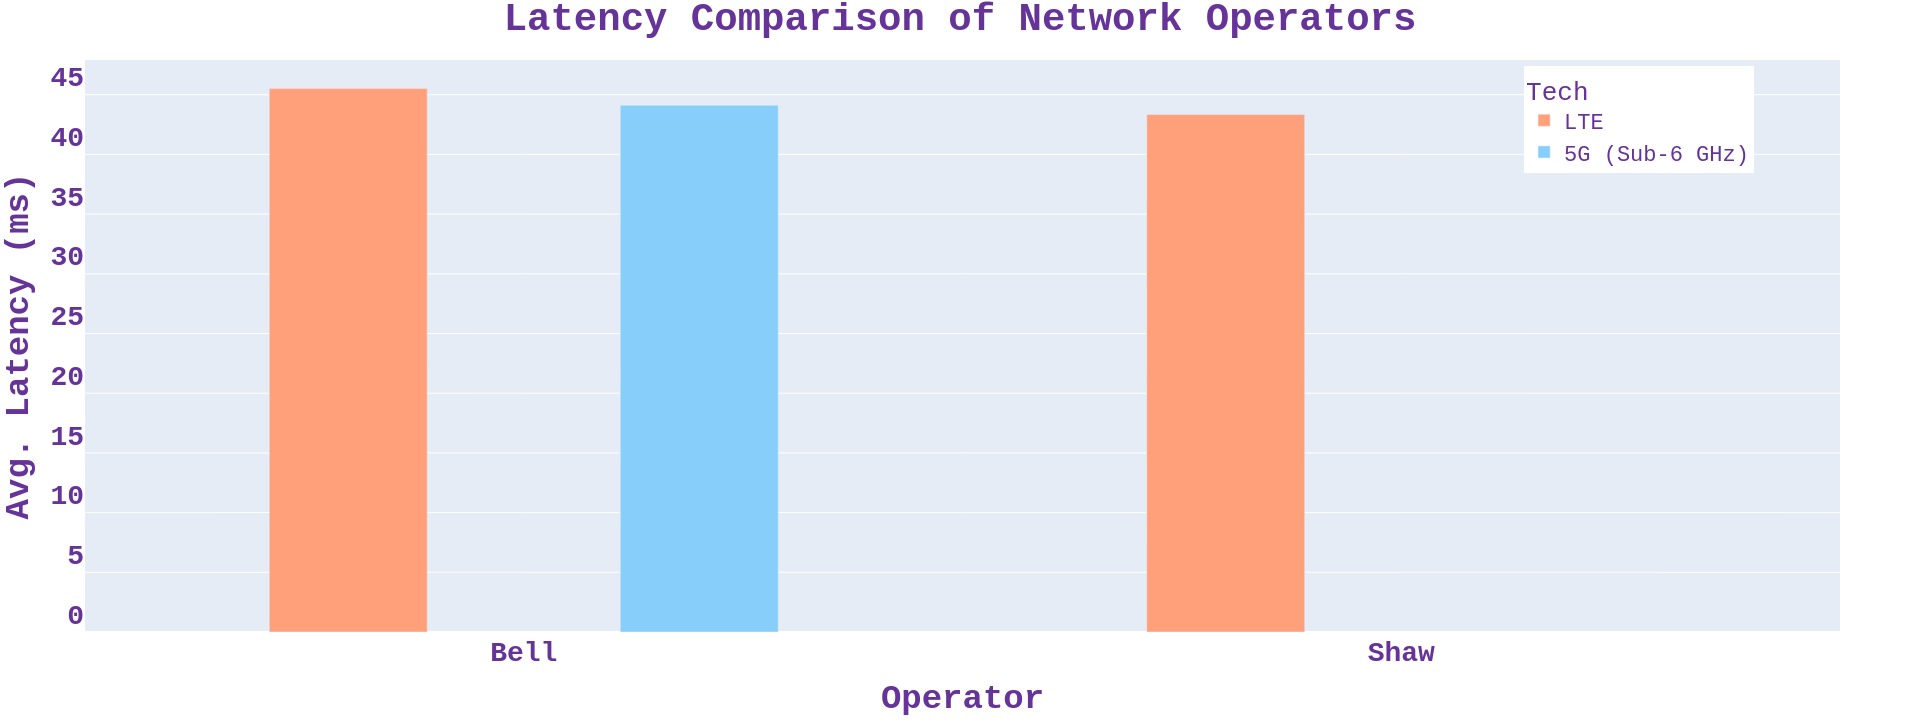 Latency Comparison of Network Operators
Avg. Latency (ms)
45
40
35
30
25
20
15
10
5
0
Tech
LTE
5G (Sub-6 GHz)
Bell
Shaw
Operator